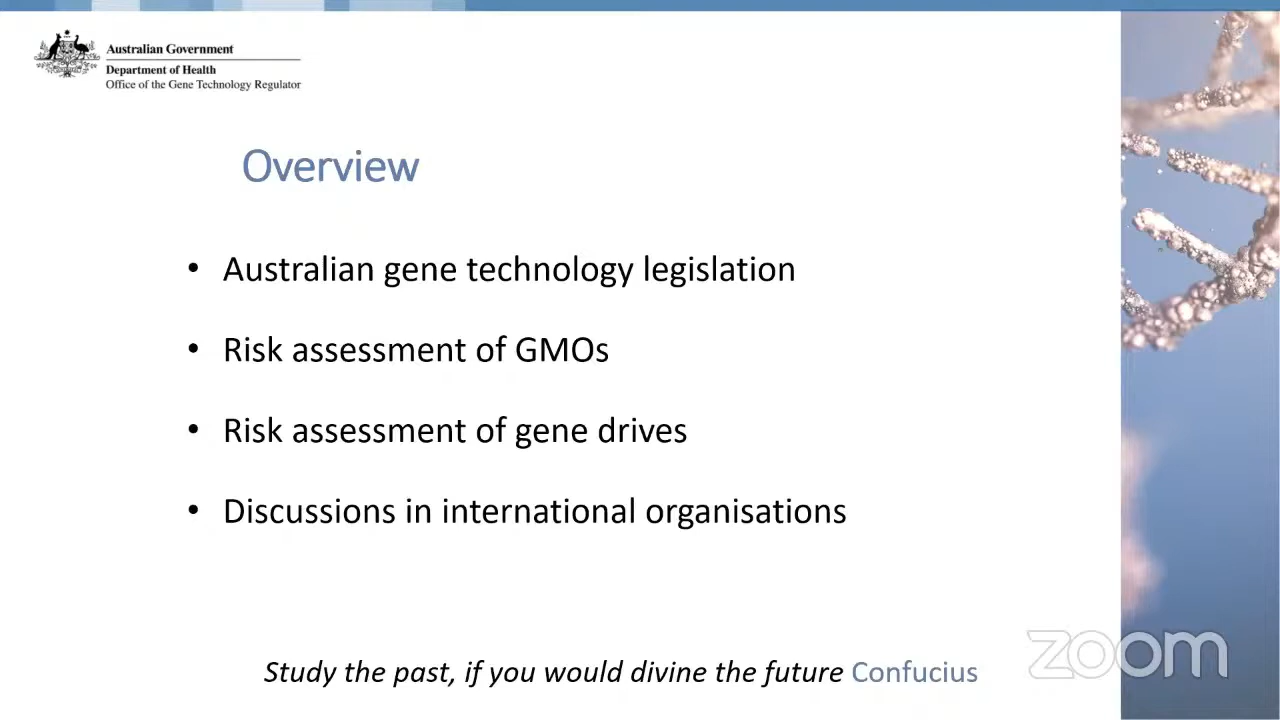 Australian Government
Department of Health
Office of the Gene Technology Regulator
Overview
• Australian gene technology legislation
• Risk assessment of GMOs
• Risk assessment of gene drives
• Discussions in international organisations
Study the past, if you would divine the future Confucius
zoom